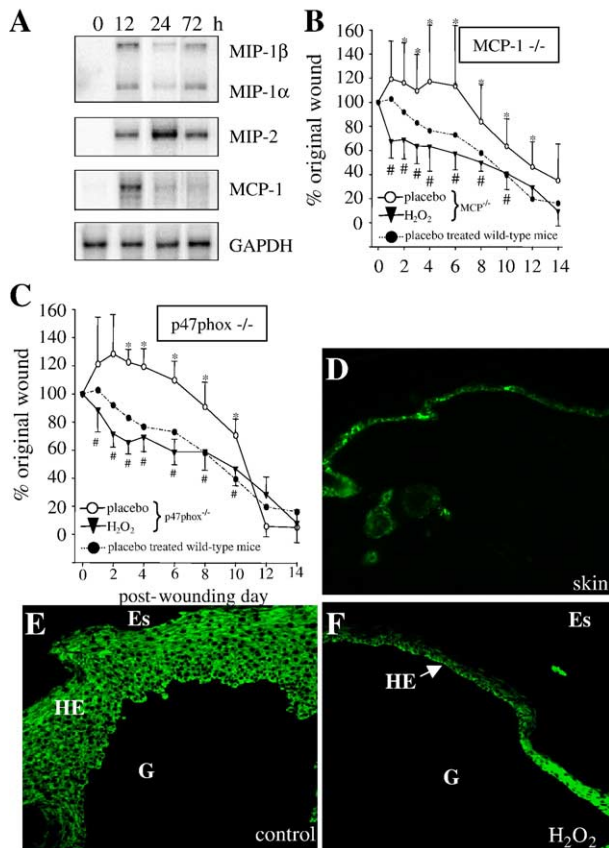 A
0 12 24 72 h
MIP-1β
MIP-1α
MIP-2
MCP-1
GAPDH
B
MCP-1 -/-
% original wound
160
140
120
100
80
60
40
20
0
* * * * * * * *
# # # # # # #
placebo
H₂O₂
} MCP⁻/⁻
placebo treated wild-type mice
0 2 4 6 8 10 12 14
C
p47phox -/-
% original wound
160
140
120
100
80
60
40
20
0
* * * * *
# # # # # # #
placebo
H₂O₂
} p47phox⁻/⁻
placebo treated wild-type mice
0 2 4 6 8 10 12 14
post-wounding day
D
skin
E
Es
HE
G
control
F
Es
HE
G
H₂O₂